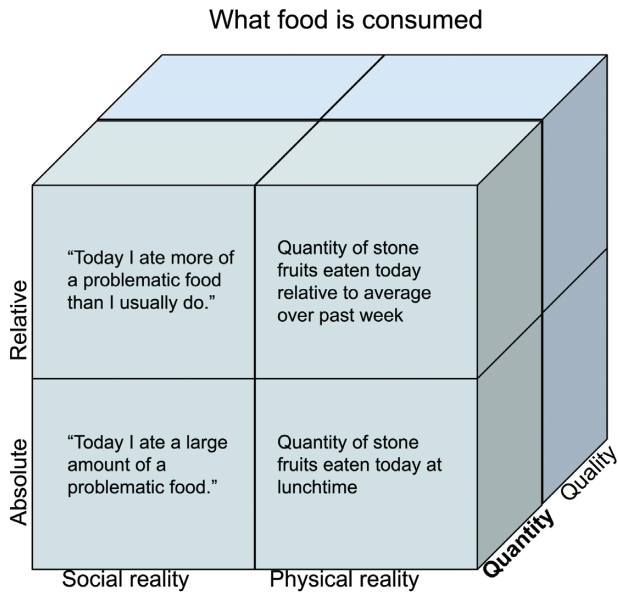 What food is consumed
Relative
“Today I ate more of
a problematic food
than I usually do.”
Quantity of stone
fruits eaten today
relative to average
over past week
Absolute
“Today I ate a large
amount of a
problematic food.”
Quantity of stone
fruits eaten today at
lunchtime
Social reality
Physical reality
Quantity
Quality